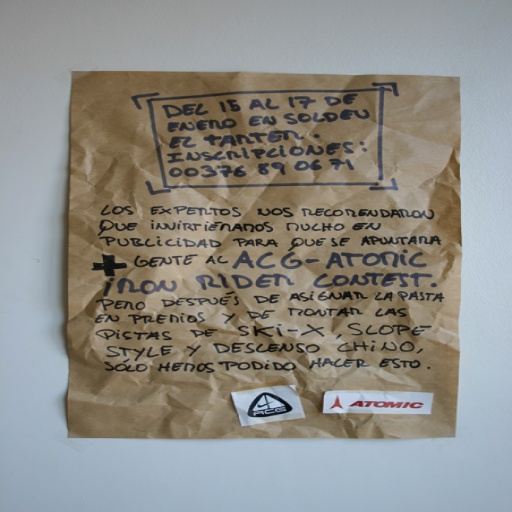 DEL 15 AL 17 DE
ENERO EN SOLDEU
EL TARTER.
INSCRIPCIONES:
00376 89 06 71
LOS EXPERTOS NOS RECOMENDARON
QUE INVIRTIÉRAMOS MUCHO EN
PUBLICIDAD PARA QUE SE APUNTARA
+ GENTE AL ACG-ATOMIC
IRON RIDER CONTEST.
PERO DESPUÉS DE ASIGNAR LA PASTA
EN PREMIOS Y DE MONTAR LAS
PISTAS DE SKI-X, SLOPE
STYLE Y DESCENSO CHINO,
SÓLO HEMOS PODIDO HACER ESTO.
ACG
ATOMIC